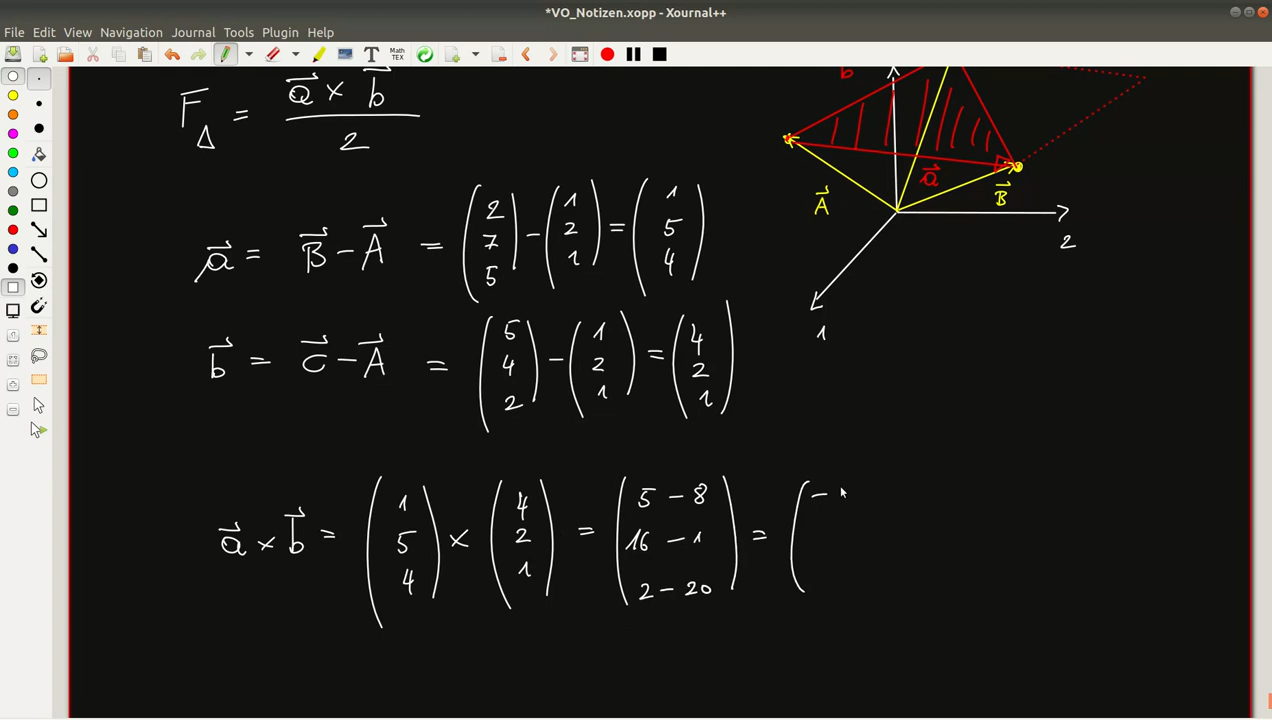 *VO_Notizen.xopp - Xournal++
File Edit View Navigation Journal Tools Plugin Help
T Math TEX
F_Δ = (a⃗ × b⃗) / 2
b
A⃗
a⃗
B⃗
2
1
a⃗ = B⃗ - A⃗ = (2 7 5) - (1 2 1) = (1 5 4)
b⃗ = C⃗ - A⃗ = (5 4 2) - (1 2 1) = (4 2 1)
a⃗ × b⃗ = (1 5 4) × (4 2 1) = (5 - 8 16 - 1 2 - 20) = ( -